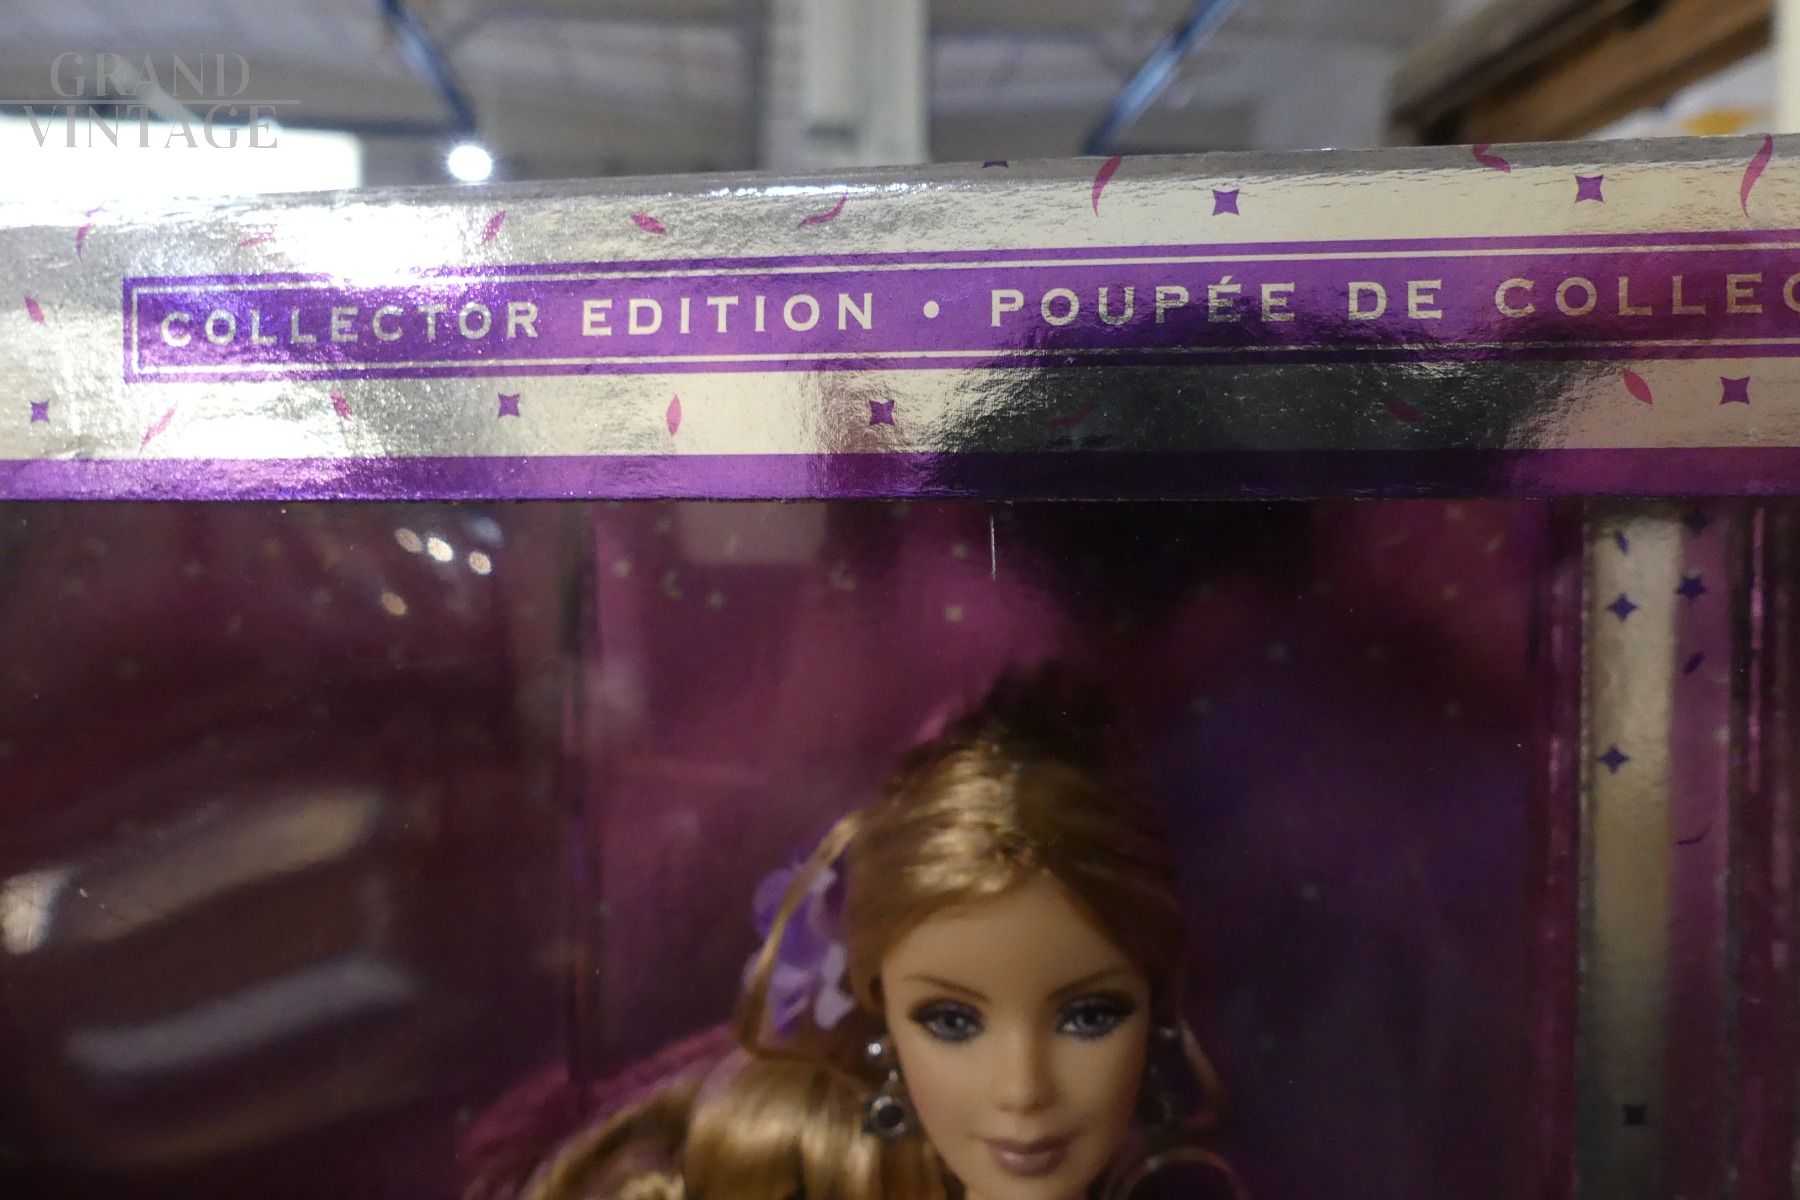 GRAND
VINTAGE
COLLECTOR EDITION • POUPÉE DE COLLEC